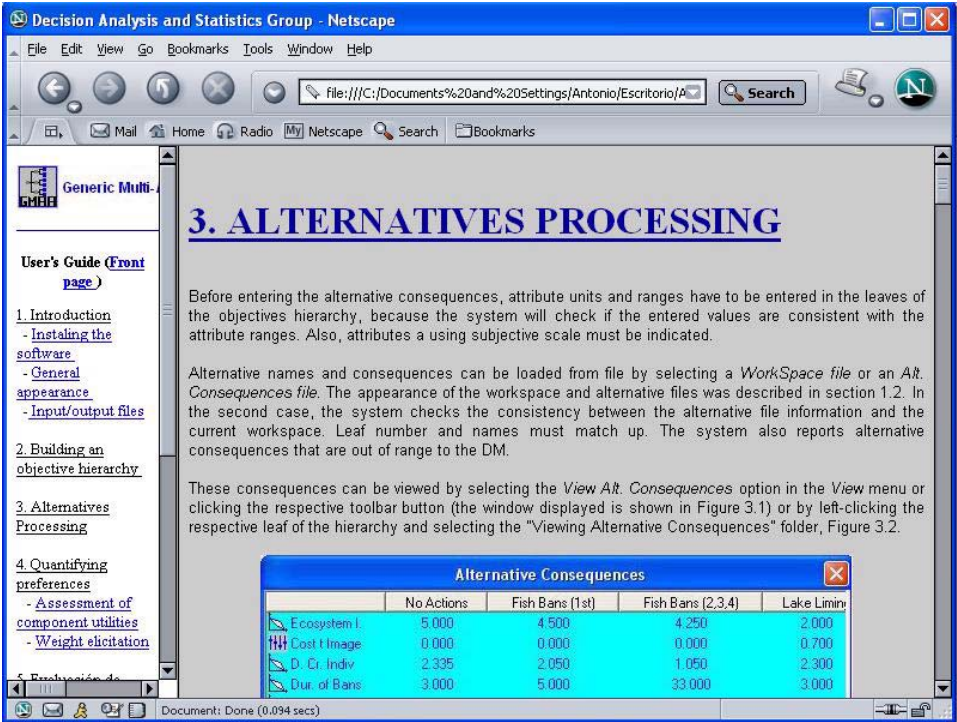 Decision Analysis and Statistics Group - Netscape
File Edit View Go Bookmarks Tools Window Help
file:///C:/Documents%20and%20Settings/Antonio/Escritorio/A
Search
N
Mail Home Radio My Netscape Search Bookmarks
GMAA
Generic Multi-A
User's Guide (Front
page )
1. Introduction
- Instaling the
software
- General
appearance
- Input/output files
2. Building an
objective hierarchy
3. Alternatives
Processing
4. Quantifying
preferences
- Assessment of
component utilities
- Weight elicitation
5. Evaluación de
3. ALTERNATIVES PROCESSING
Before entering the alternative consequences, attribute units and ranges have to be entered in the leaves of
the objectives hierarchy, because the system will check if the entered values are consistent with the
attribute ranges. Also, attributes a using subjective scale must be indicated.
Alternative names and consequences can be loaded from file by selecting a WorkSpace file or an Alt.
Consequences file. The appearance of the workspace and alternative files was described in section 1.2. In
the second case, the system checks the consistency between the alternative file information and the
current workspace. Leaf number and names must match up. The system also reports alternative
consequences that are out of range to the DM.
These consequences can be viewed by selecting the View Alt. Consequences option in the View menu or
clicking the respective toolbar button (the window displayed is shown in Figure 3.1) or by left-clicking the
respective leaf of the hierarchy and selecting the "Viewing Alternative Consequences" folder, Figure 3.2.
Alternative Consequences
No Actions Fish Bans (1st) Fish Bans (2,3,4) Lake Liming
Ecosystem I. 5.000 4.500 4.250 2.000
Cost t Image 0.000 0.000 0.000 0.700
D. Cr. Indiv 2.335 2.050 1.050 2.300
Dur. of Bans 3.000 5.000 33.000 3.000
Document: Done (0.094 secs)